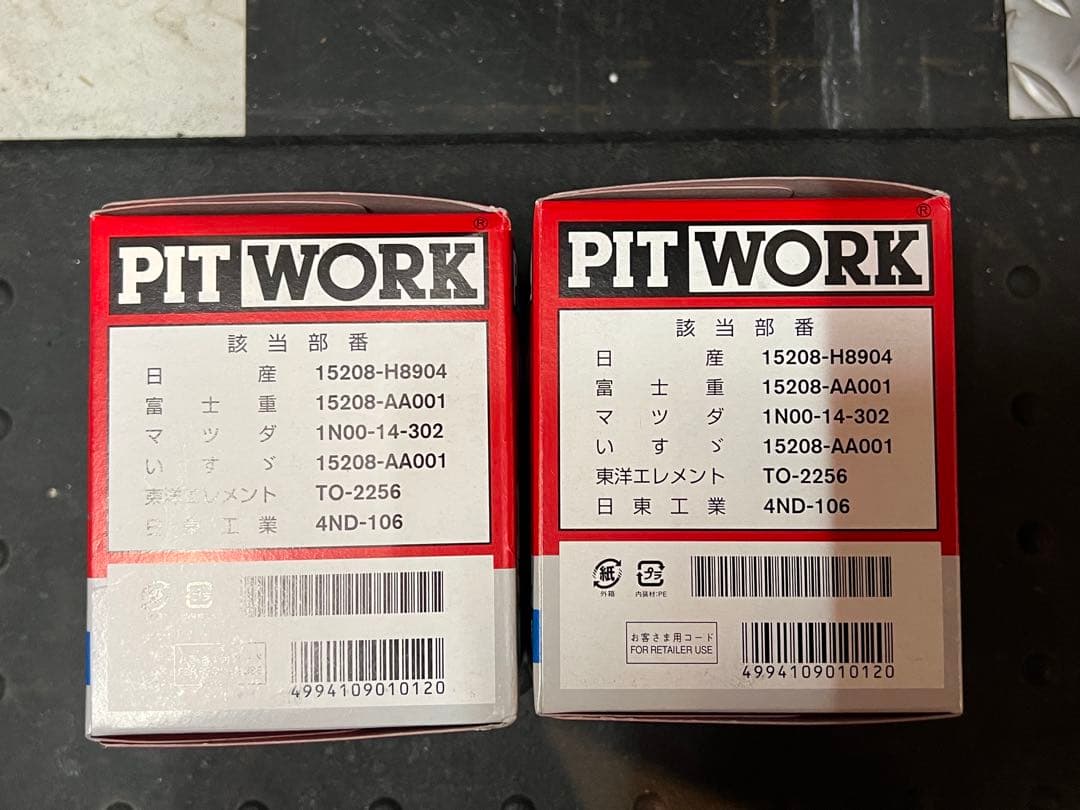 PIT WORK ®
該当部番
日産 15208-H8904
富士重 15208-AA001
マツダ 1N00-14-302
いすゞ 15208-AA001
東洋エレメント TO-2256
日東工業 4ND-106
プラ
4994109010120
PIT WORK ®
該当部番
日産 15208-H8904
富士重 15208-AA001
マツダ 1N00-14-302
いすゞ 15208-AA001
東洋エレメント TO-2256
日東工業 4ND-106
紙 プラ
外箱 内装材:PE
お客さま用コード
FOR RETAILER USE
4994109010120